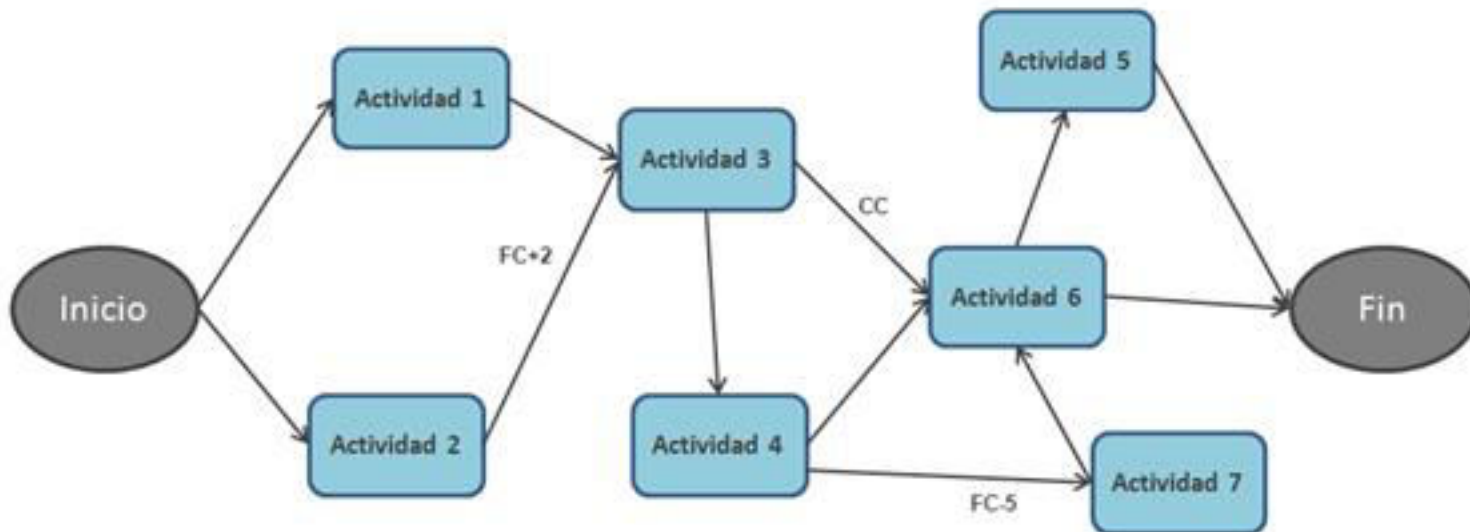 Actividad 5
Actividad 1
Actividad 3
CC
FC+2
Inicio
Actividad 6
Fin
Actividad 2
Actividad 4
Actividad 7
FC-5